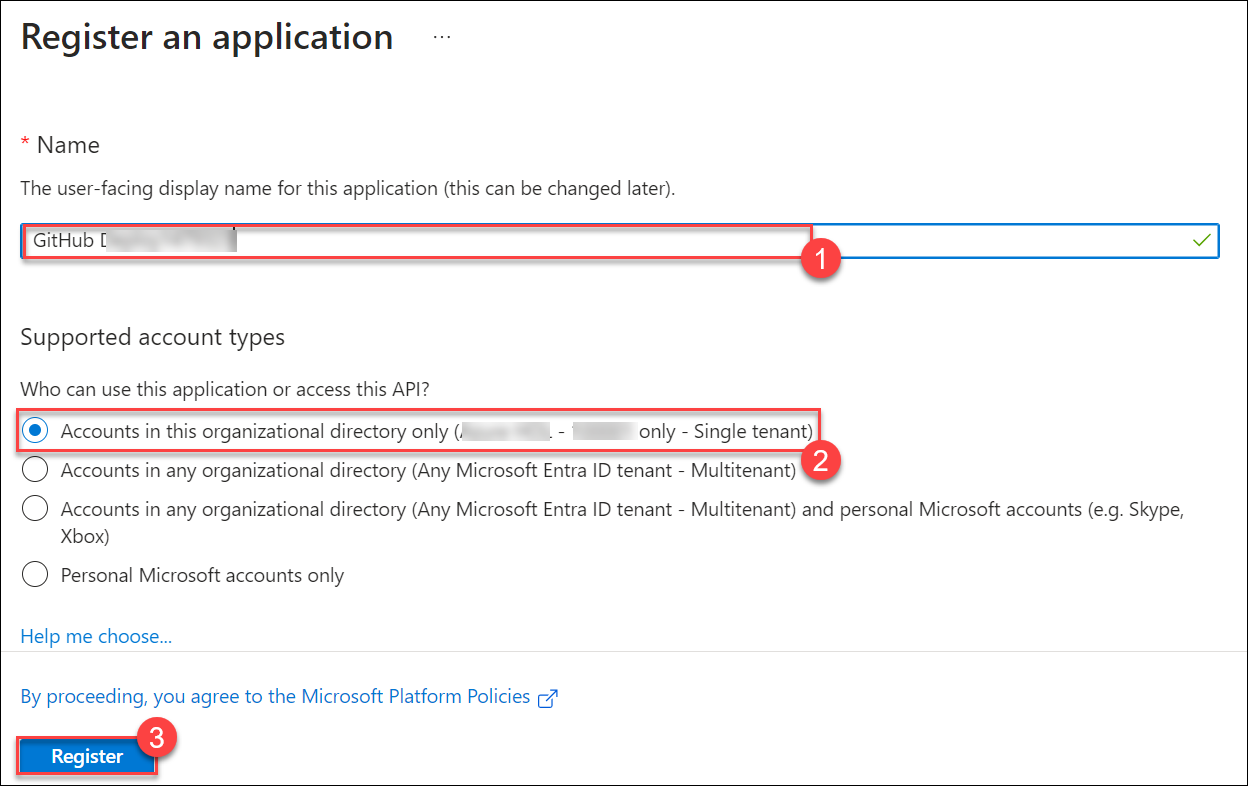 Register an application ...
* Name
The user-facing display name for this application (this can be changed later).
GitHub
1
Supported account types
Who can use this application or access this API?
Accounts in this organizational directory only ( - only - Single tenant)
2
Accounts in any organizational directory (Any Microsoft Entra ID tenant - Multitenant)
Accounts in any organizational directory (Any Microsoft Entra ID tenant - Multitenant) and personal Microsoft accounts (e.g. Skype,
Xbox)
Personal Microsoft accounts only
Help me choose...
By proceeding, you agree to the Microsoft Platform Policies
3
Register